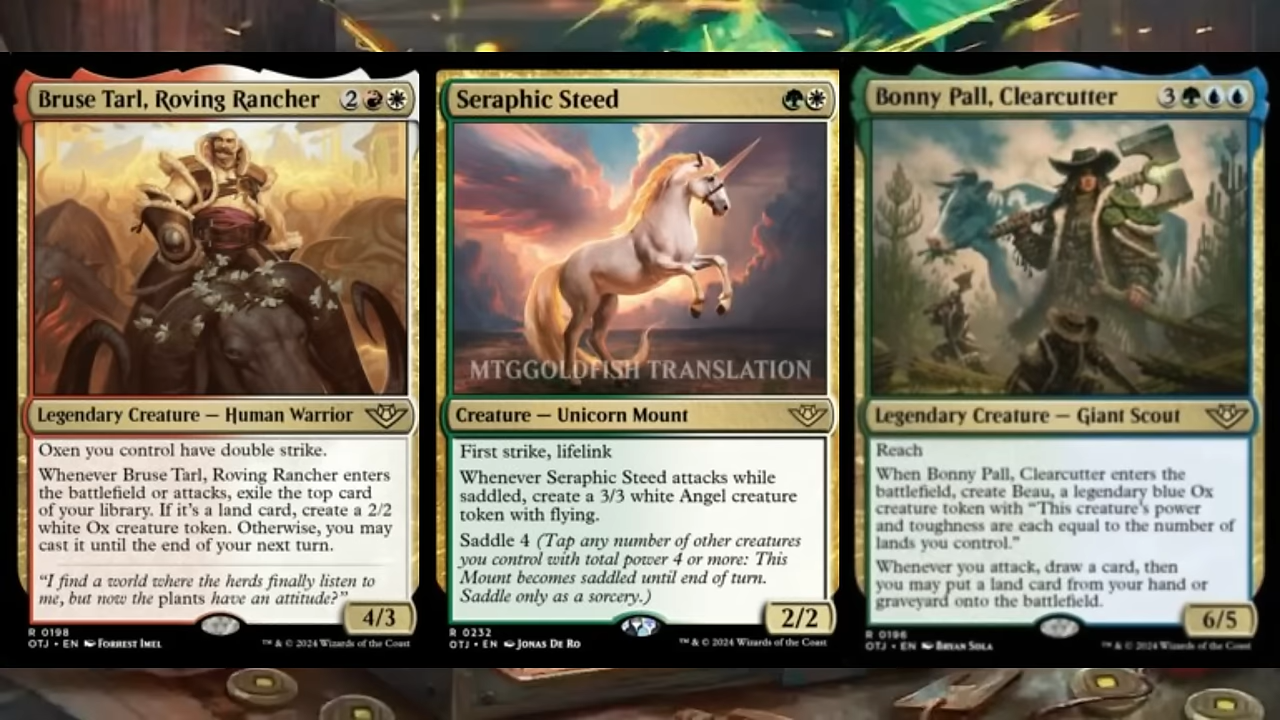 Bruse Tarl, Roving Rancher 2
Legendary Creature — Human Warrior
Oxen you control have double strike.
Whenever Bruse Tarl, Roving Rancher enters
the battlefield or attacks, exile the top card
of your library. If it's a land card, create a 2/2
white Ox creature token. Otherwise, you may
cast it until the end of your next turn.
“I find a world where the herds finally listen to
me, but now the plants have an attitude?”
4/3
R 0198
OTJ • EN Forrest Imel
™ & © 2024 Wizards of the Coast
Seraphic Steed
MTGGOLDFISH TRANSLATION
Creature — Unicorn Mount
First strike, lifelink
Whenever Seraphic Steed attacks while
saddled, create a 3/3 white Angel creature
token with flying.
Saddle 4 (Tap any number of other creatures
you control with total power 4 or more: This
Mount becomes saddled until end of turn.
Saddle only as a sorcery.)
2/2
R 0232
OTJ • EN Jonas De Ro
™ & © 2024 Wizards of the Coast
Bonny Pall, Clearcutter 3
Legendary Creature — Giant Scout
Reach
When Bonny Pall, Clearcutter enters the
battlefield, create Beau, a legendary blue Ox
creature token with “This creature's power
and toughness are each equal to the number of
lands you control.”
Whenever you attack, draw a card, then
you may put a land card from your hand or
graveyard onto the battlefield.
6/5
R 0196
OTJ • EN Bryan Sola
™ & © 2024 Wizards of the Coast